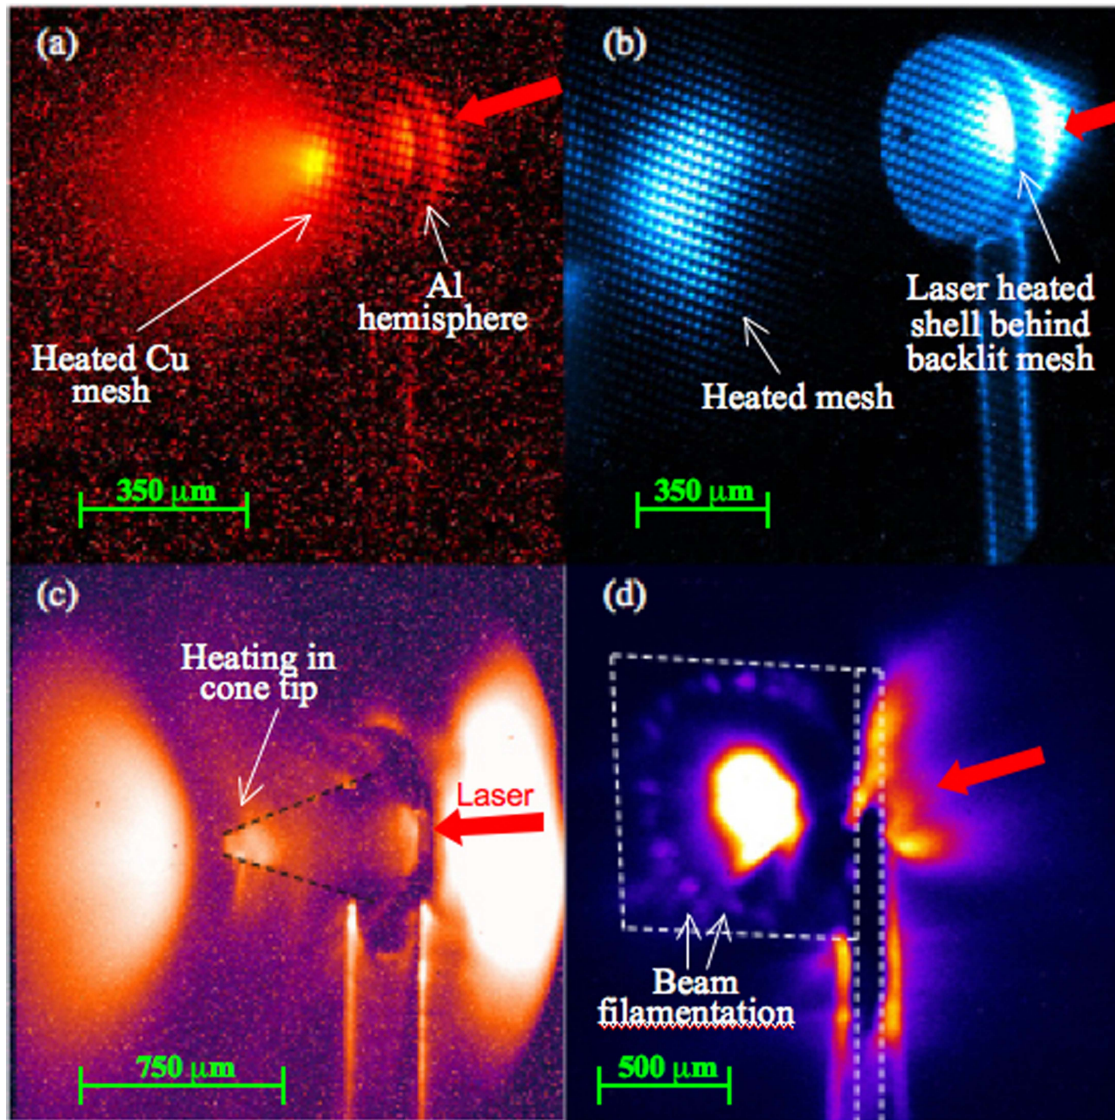 (a)
Al
hemisphere
Heated Cu
mesh
350 μm
(b)
Laser heated
shell behind
backlit mesh
Heated mesh
350 μm
(c)
Heating in
cone tip
Laser
750 μm
(d)
Beam
filamentation
500 μm